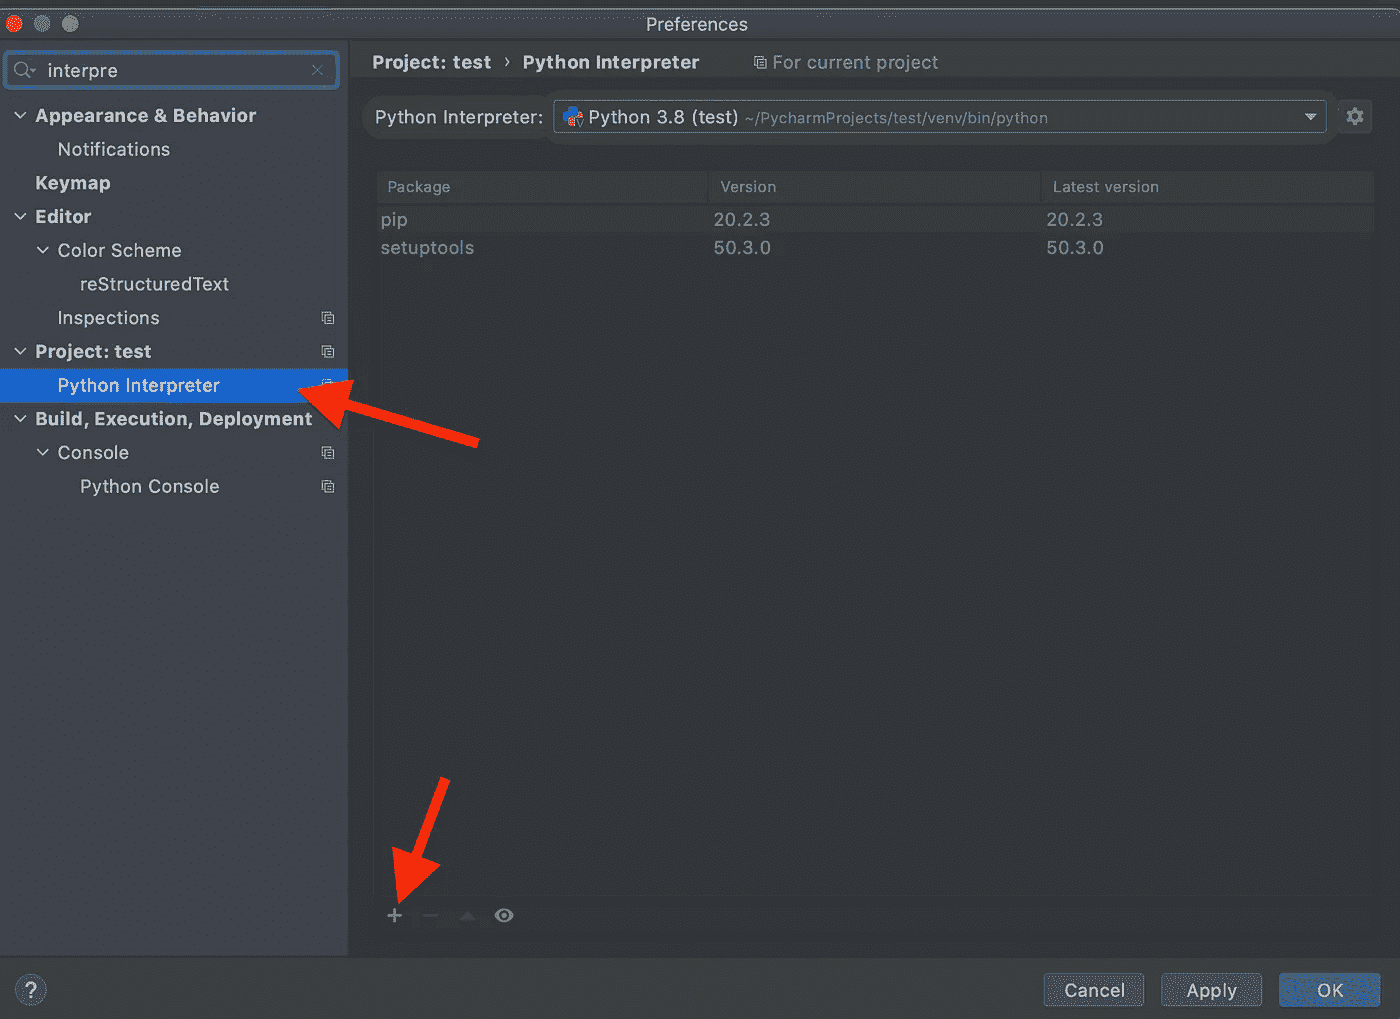 Preferences
interpre
Project: test › Python Interpreter For current project
Appearance & Behavior
Python Interpreter: Python 3.8 (test) ~/PycharmProjects/test/venv/bin/python
Notifications
Keymap
Editor
Color Scheme
reStructuredText
Inspections
Project: test
Python Interpreter
Build, Execution, Deployment
Console
Python Console
Package Version Latest version
pip 20.2.3 20.2.3
setuptools 50.3.0 50.3.0
? Cancel Apply OK